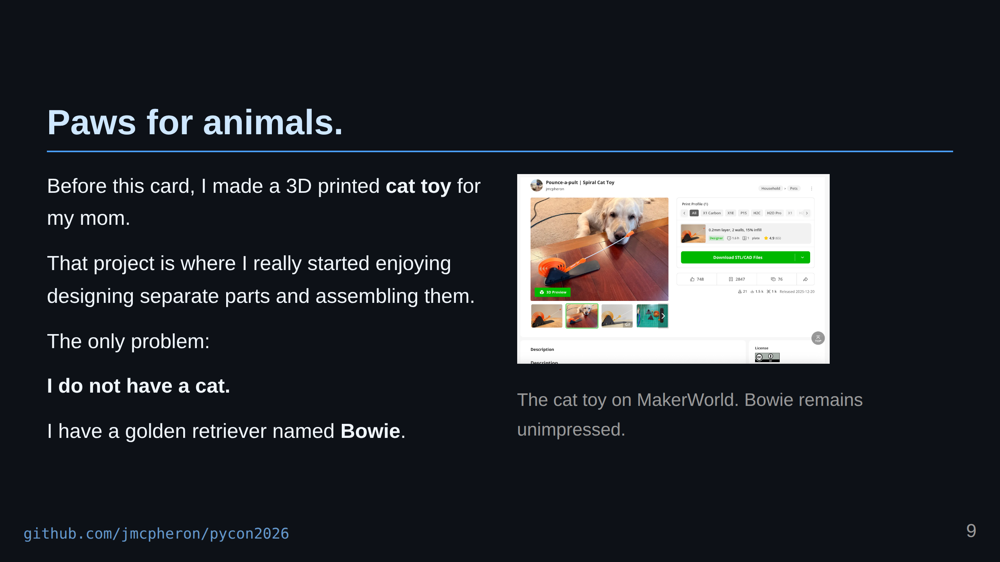 Paws for animals.
Before this card, I made a 3D printed cat toy for
my mom.
That project is where I really started enjoying
designing separate parts and assembling them.
The only problem:
I do not have a cat.
I have a golden retriever named Bowie.
Pounce-a-pult | Spiral Cat Toy
jmcpheron
Household > Pets
3D Preview
GIF
Print Profile (1)
All X1 Carbon X1E P1S H2C H2D Pro X1 H2
0.2mm layer, 2 walls, 15% infill
Designer 1.6 h 1 plate 4.9 (65)
Download STL/CAD Files
748 2847 76
21 1.5 k 1 k Released 2025-12-20
TOP
Description
Description
License
CC BY
The cat toy on MakerWorld. Bowie remains
unimpressed.
github.com/jmcpheron/pycon2026
9